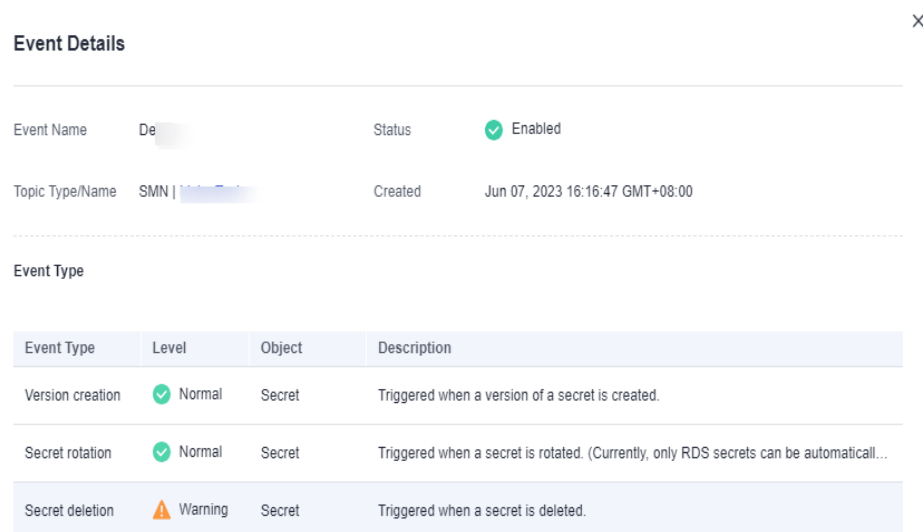 Event Details
Event Name De Status Enabled
Topic Type/Name SMN | Created Jun 07, 2023 16:16:47 GMT+08:00
Event Type
Event Type Level Object Description
Version creation Normal Secret Triggered when a version of a secret is created.
Secret rotation Normal Secret Triggered when a secret is rotated. (Currently, only RDS secrets can be automaticall...
Secret deletion Warning Secret Triggered when a secret is deleted.